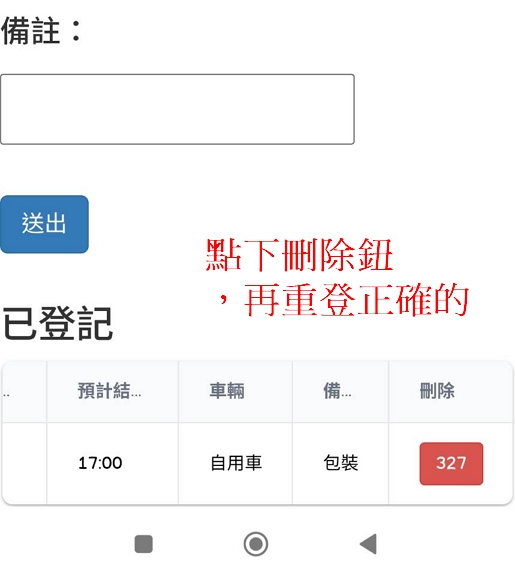 備註：
送出
點下刪除鈕
，再重登正確的
已登記
.. 預計結... 車輛 備... 刪除
17:00 自用車 包裝 327